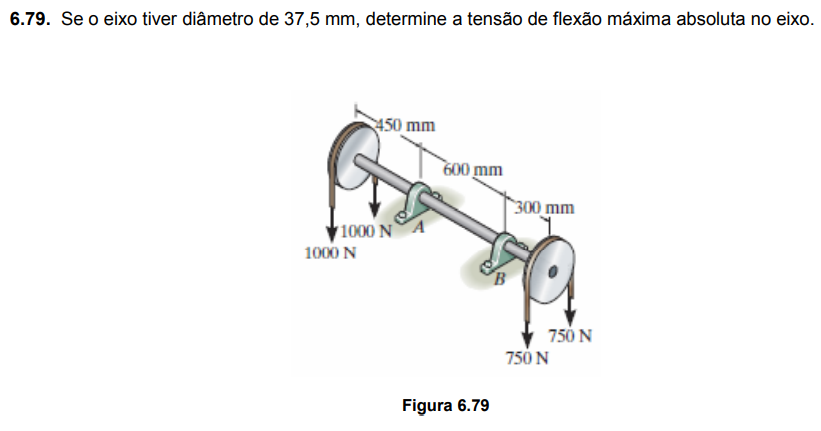 6.79. Se o eixo tiver diâmetro de 37,5 mm, determine a tensão de flexão máxima absoluta no eixo.
450 mm
600 mm
300 mm
1000 N
A
1000 N
B
750 N
750 N
Figura 6.79